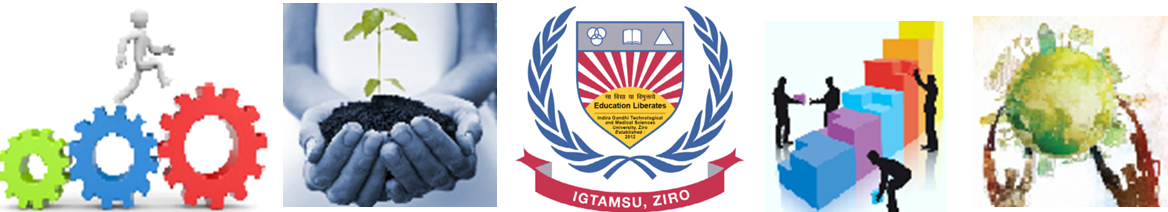 सा विद्या या विमुक्तये
Education Liberates
Indira Gandhi Technological
and Medical Sciences
University, Ziro
Established -
2012
IGTAMSU, ZIRO